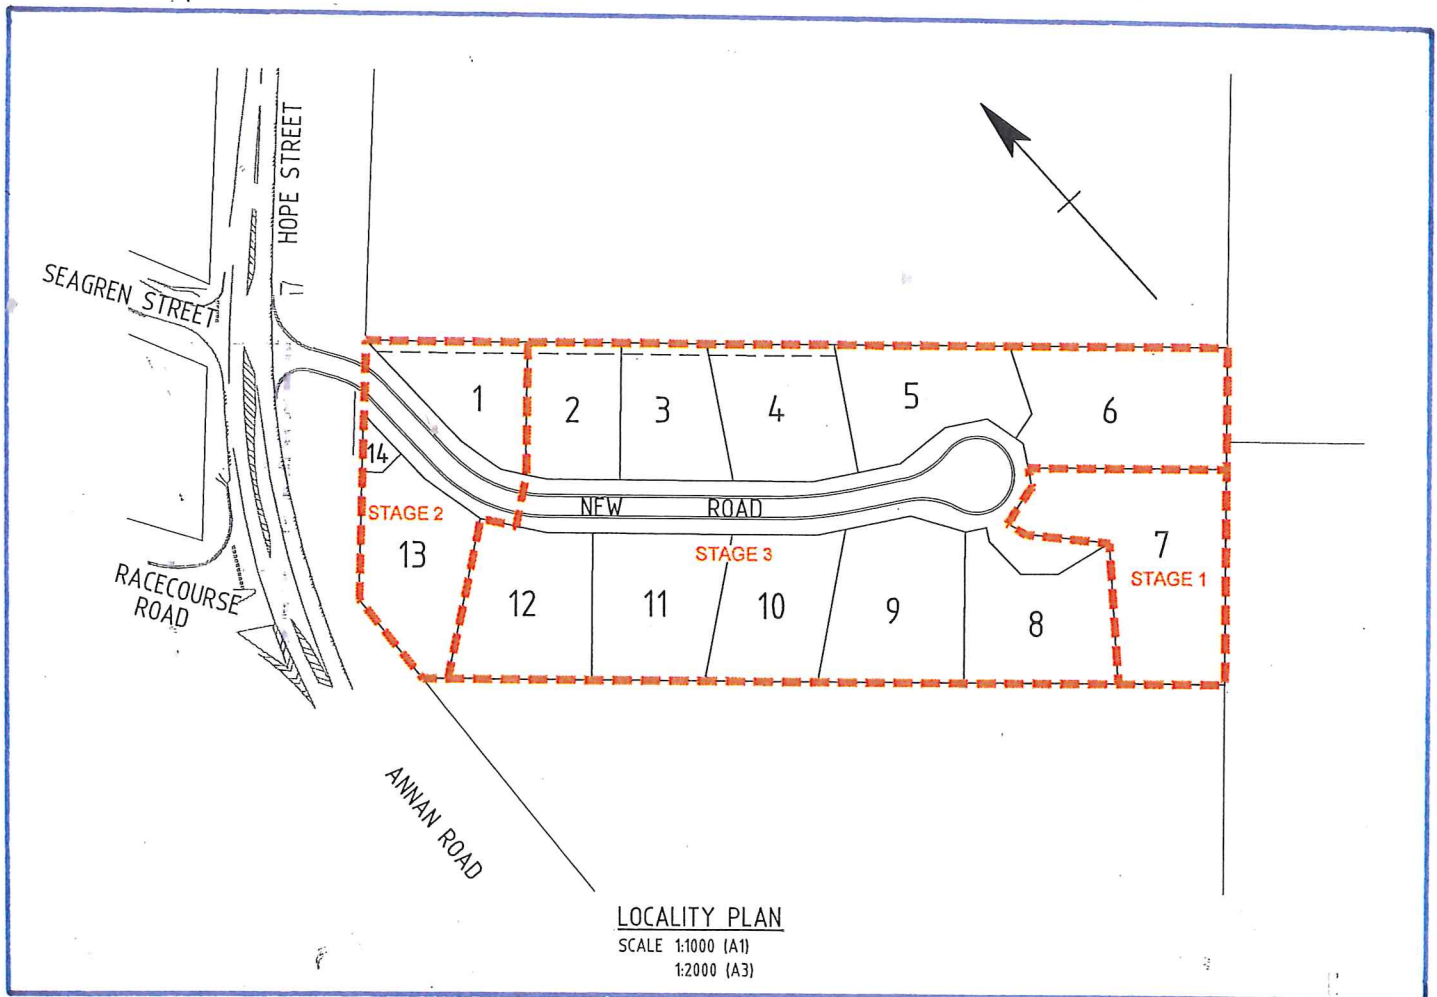 HOPE STREET
17
SEAGREN STREET
1
2
3
4
5
6
14
STAGE 2
13
NEW ROAD
STAGE 3
7
STAGE 1
RACECOURSE
ROAD
12
11
10
9
8
ANNAN ROAD
LOCALITY PLAN
SCALE 1:1000 (A1)
1:2000 (A3)